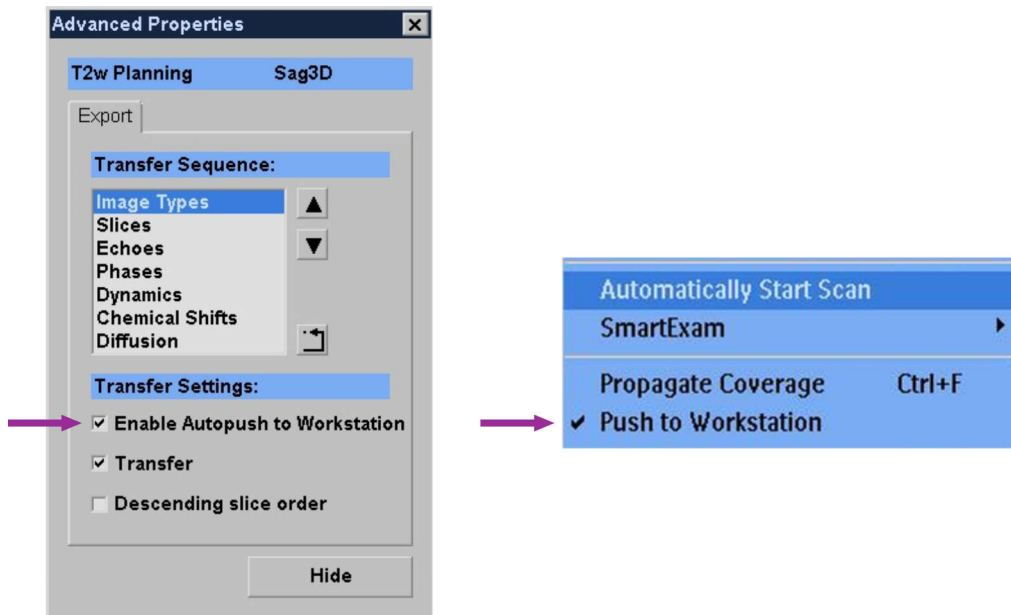 Advanced Properties
T2w Planning Sag3D
Export
Transfer Sequence:
Image Types
Slices
Echoes
Phases
Dynamics
Chemical Shifts
Diffusion
Transfer Settings:
Enable Autopush to Workstation
Transfer
Descending slice order
Hide
Automatically Start Scan
SmartExam
Propagate Coverage Ctrl+F
Push to Workstation